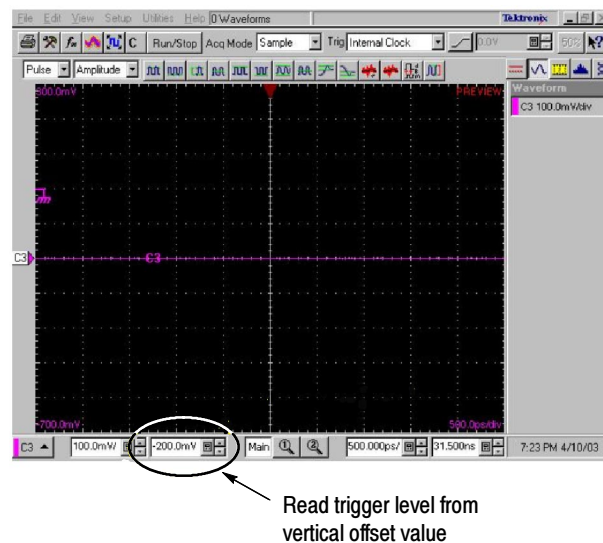 File Edit View Setup Utilities Help 0 Waveforms Tektronix
C Run/Stop Acq Mode Sample Trig Internal Clock 0.0V 50%
Pulse Amplitude
300.0mV PREVIEW
Waveform
C3 100.0mV/div
C3 C3
-700.0mV 500.0ps/div
C3 100.0mV/ -200.0mV Main 1 2 500.000ps/ 31.500ns 7:23 PM 4/10/03
Read trigger level from
vertical offset value